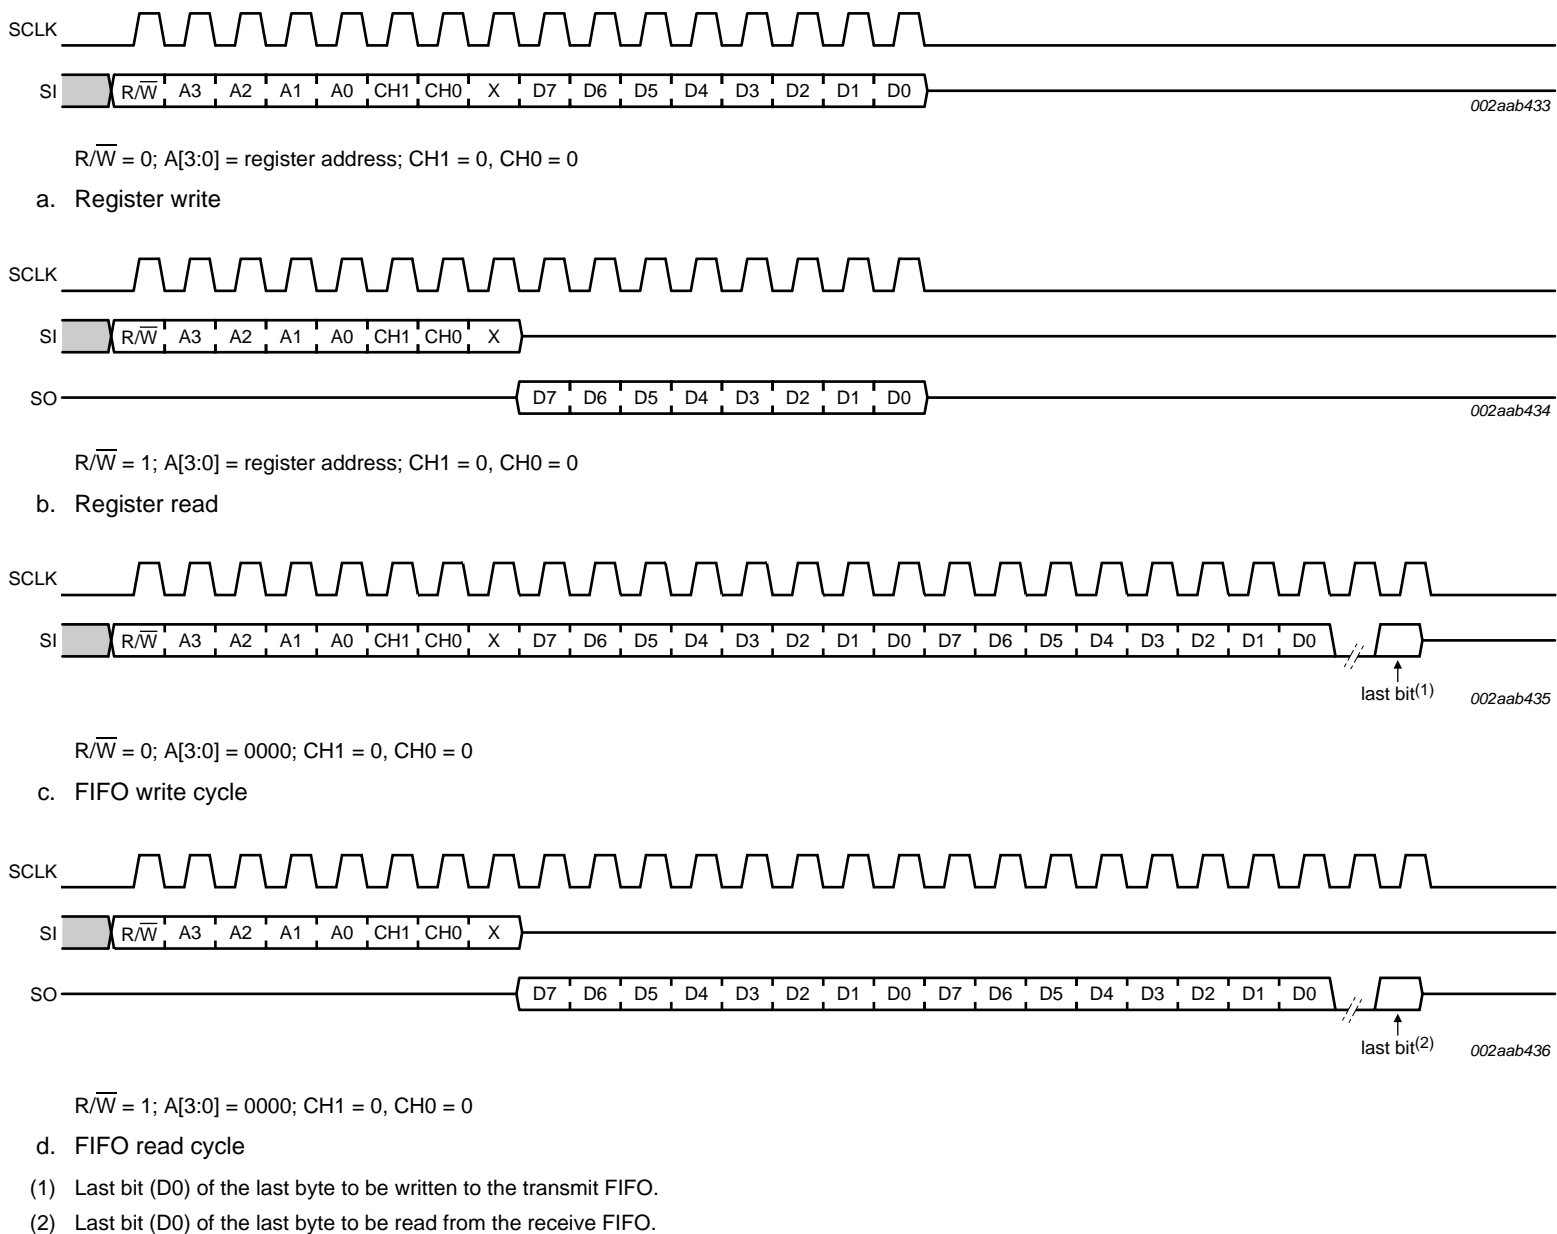 SCLK
SI R/W̅ A3 A2 A1 A0 CH1 CH0 X D7 D6 D5 D4 D3 D2 D1 D0
002aab433
R/W̅ = 0; A[3:0] = register address; CH1 = 0, CH0 = 0
a. Register write
SCLK
SI R/W̅ A3 A2 A1 A0 CH1 CH0 X
SO D7 D6 D5 D4 D3 D2 D1 D0
002aab434
R/W̅ = 1; A[3:0] = register address; CH1 = 0, CH0 = 0
b. Register read
SCLK
SI R/W̅ A3 A2 A1 A0 CH1 CH0 X D7 D6 D5 D4 D3 D2 D1 D0 D7 D6 D5 D4 D3 D2 D1 D0
last bit(1) 002aab435
R/W̅ = 0; A[3:0] = 0000; CH1 = 0, CH0 = 0
c. FIFO write cycle
SCLK
SI R/W̅ A3 A2 A1 A0 CH1 CH0 X
SO D7 D6 D5 D4 D3 D2 D1 D0 D7 D6 D5 D4 D3 D2 D1 D0
last bit(2) 002aab436
R/W̅ = 1; A[3:0] = 0000; CH1 = 0, CH0 = 0
d. FIFO read cycle
(1) Last bit (D0) of the last byte to be written to the transmit FIFO.
(2) Last bit (D0) of the last byte to be read from the receive FIFO.